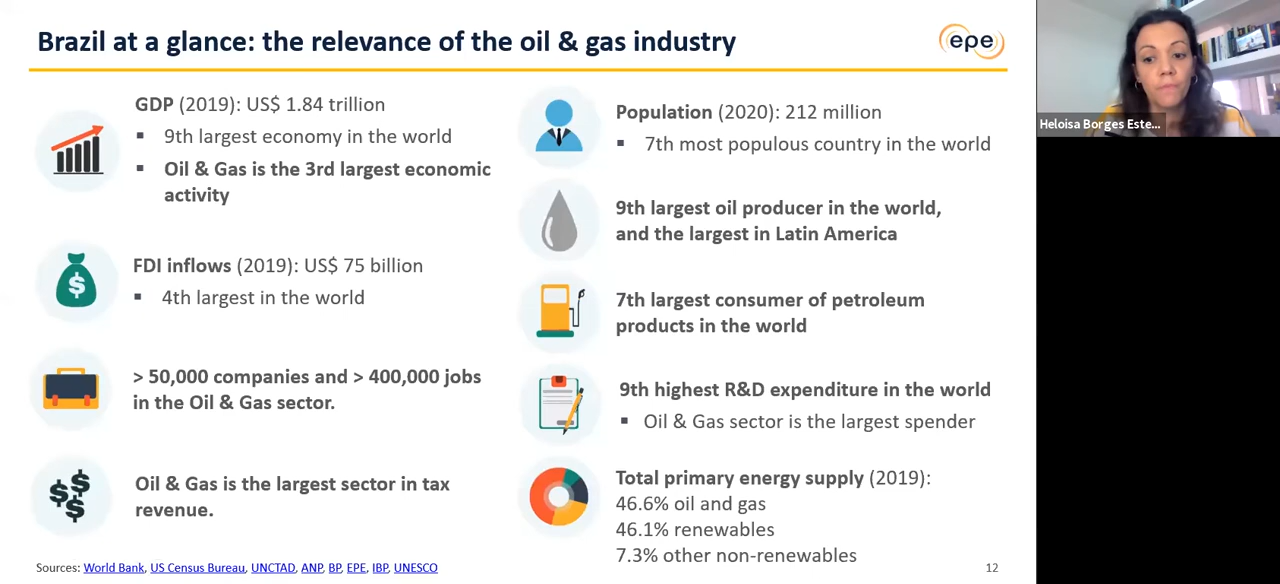 Brazil at a glance: the relevance of the oil & gas industry
epe
GDP (2019): US$ 1.84 trillion
▪ 9th largest economy in the world
▪ Oil & Gas is the 3rd largest economic
activity
$
FDI inflows (2019): US$ 75 billion
▪ 4th largest in the world
> 50,000 companies and > 400,000 jobs
in the Oil & Gas sector.
$
$
$
Oil & Gas is the largest sector in tax
revenue.
Population (2020): 212 million
▪ 7th most populous country in the world
9th largest oil producer in the world,
and the largest in Latin America
7th largest consumer of petroleum
products in the world
9th highest R&D expenditure in the world
▪ Oil & Gas sector is the largest spender
Total primary energy supply (2019):
46.6% oil and gas
46.1% renewables
7.3% other non-renewables
Sources: World Bank, US Census Bureau, UNCTAD, ANP, BP, EPE, IBP, UNESCO
12
Heloisa Borges Este...